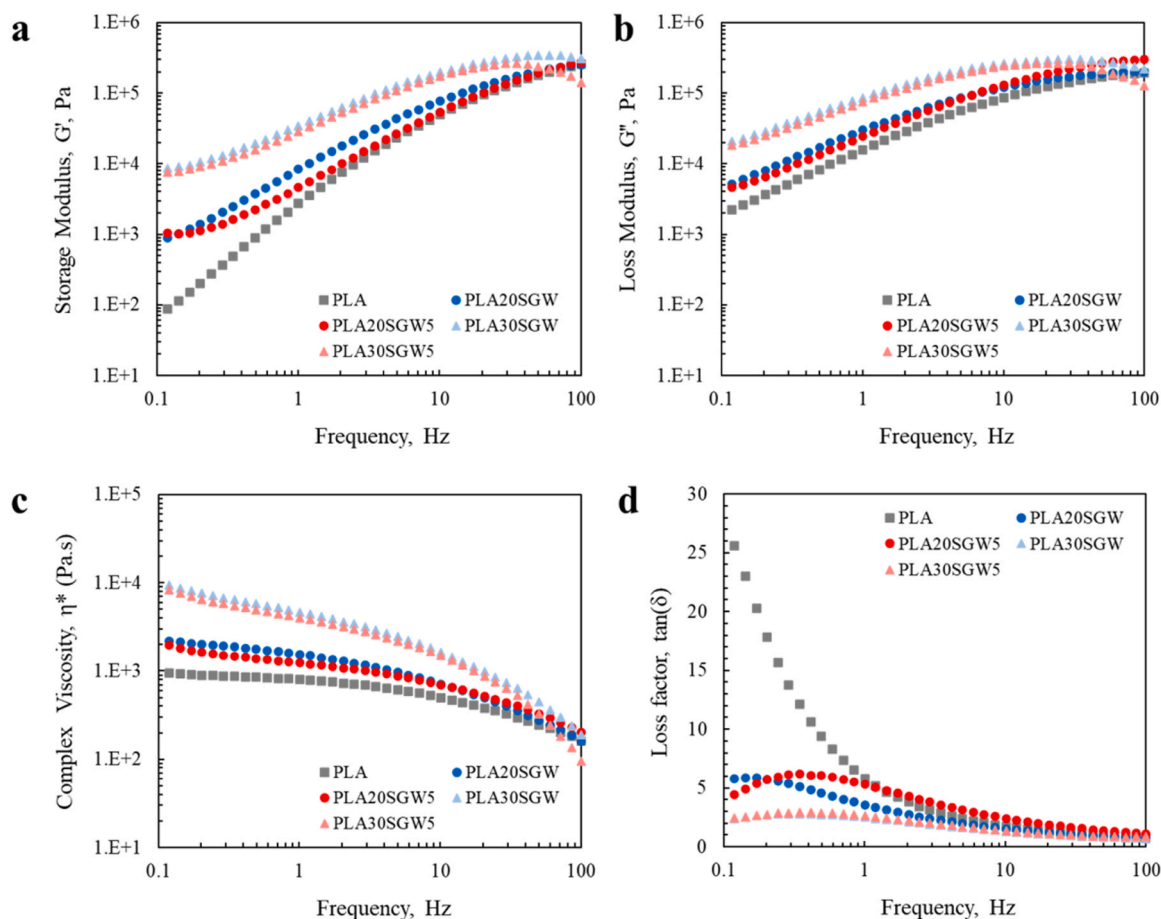 a
1.E+6
1.E+5
1.E+4
1.E+3
1.E+2
1.E+1
Storage Modulus, G', Pa
PLA
PLA20SGW
PLA20SGW5
PLA30SGW
PLA30SGW5
0.1 1 10 100
Frequency, Hz
b
1.E+6
1.E+5
1.E+4
1.E+3
1.E+2
1.E+1
Loss Modulus, G", Pa
PLA
PLA20SGW
PLA20SGW5
PLA30SGW
PLA30SGW5
0.1 1 10 100
Frequency, Hz
c
1.E+5
1.E+4
1.E+3
1.E+2
1.E+1
Complex Viscosity, η* (Pa.s)
PLA
PLA20SGW
PLA20SGW5
PLA30SGW
PLA30SGW5
0.1 1 10 100
Frequency, Hz
d
30
25
20
15
10
5
0
Loss factor, tan(δ)
PLA
PLA20SGW
PLA20SGW5
PLA30SGW
PLA30SGW5
0.1 1 10 100
Frequency, Hz